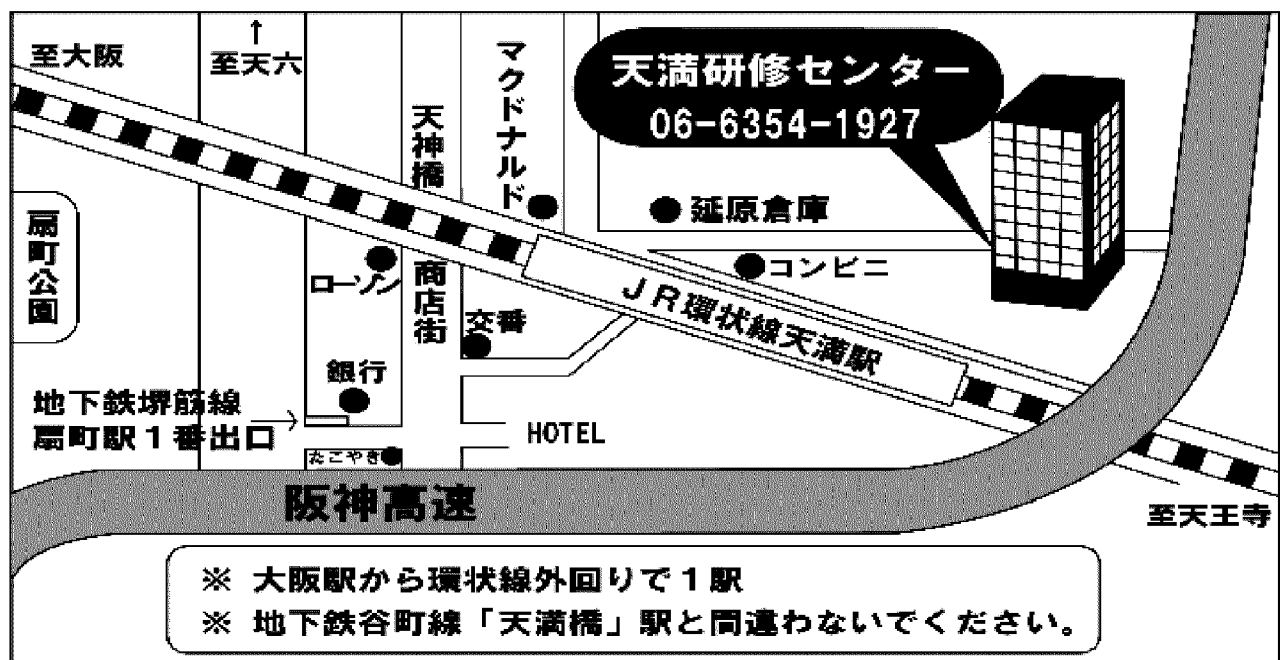 至大阪
↑
至天六
天神橋
商店街
マクドナルド
天満研修センター
06-6354-1927
延原倉庫
扇町公園
ローソン
コンビニ
JR環状線天満駅
交番
銀行
地下鉄堺筋線
扇町駅1番出口
HOTEL
たこやき
阪神高速
至天王寺
※ 大阪駅から環状線外回りで1駅
※ 地下鉄谷町線「天満橋」駅と間違わないでください。